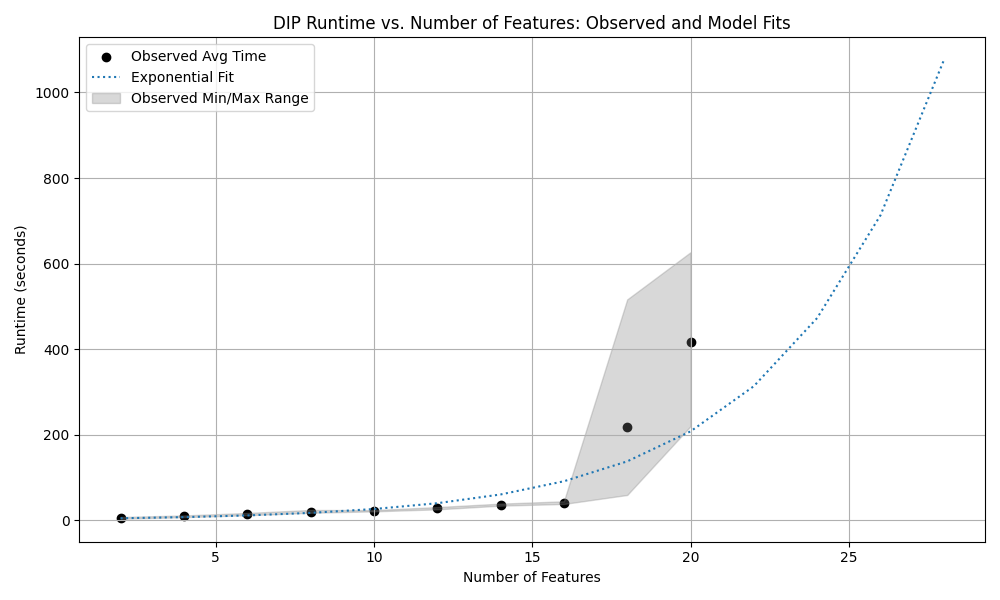 DIP Runtime vs. Number of Features: Observed and Model Fits
Observed Avg Time
Exponential Fit
Observed Min/Max Range
Runtime (seconds)
1000
800
600
400
200
0
5
10
15
20
25
Number of Features